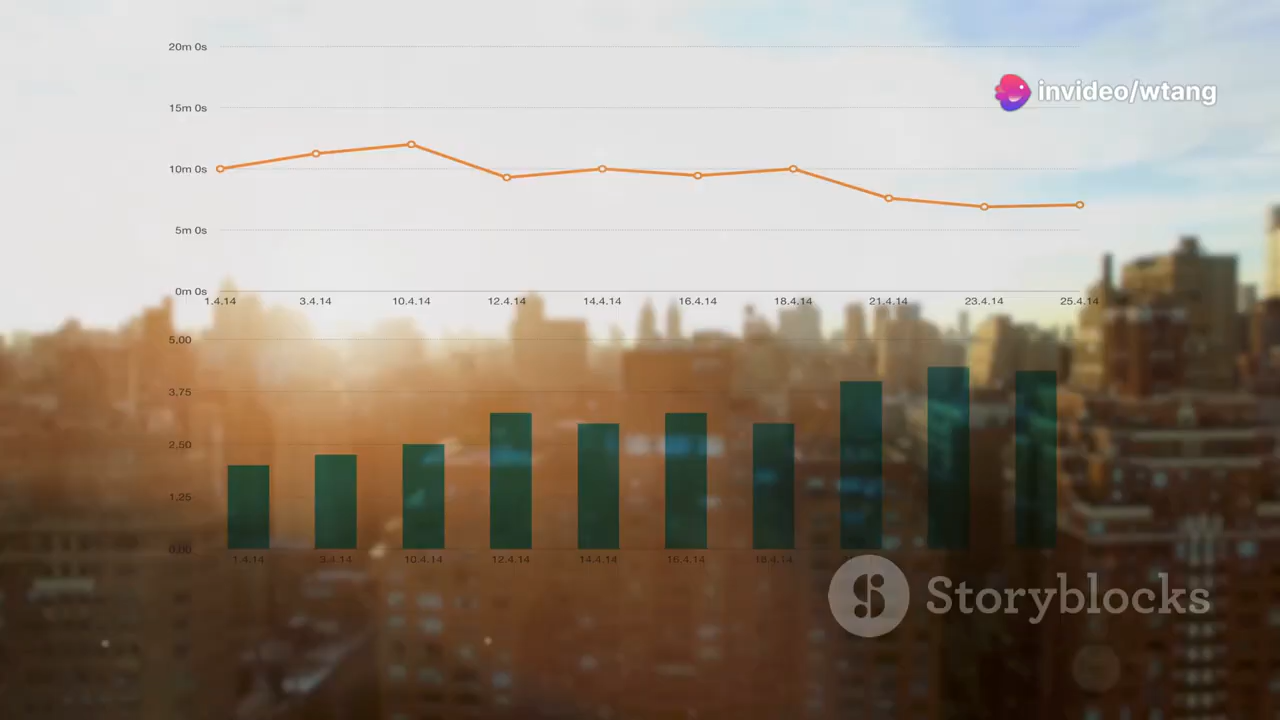 20m 0s
invideo/wtang
15m 0s
10m 0s
5m 0s
0m 0s
1.4.14 3.4.14 10.4.14 12.4.14 14.4.14 16.4.14 18.4.14 21.4.14 23.4.14 25.4.14
5.00
3.75
2.50
1.25
0.00
1.4.14 3.4.14 10.4.14 12.4.14 14.4.14 16.4.14 18.4.14
Storyblocks